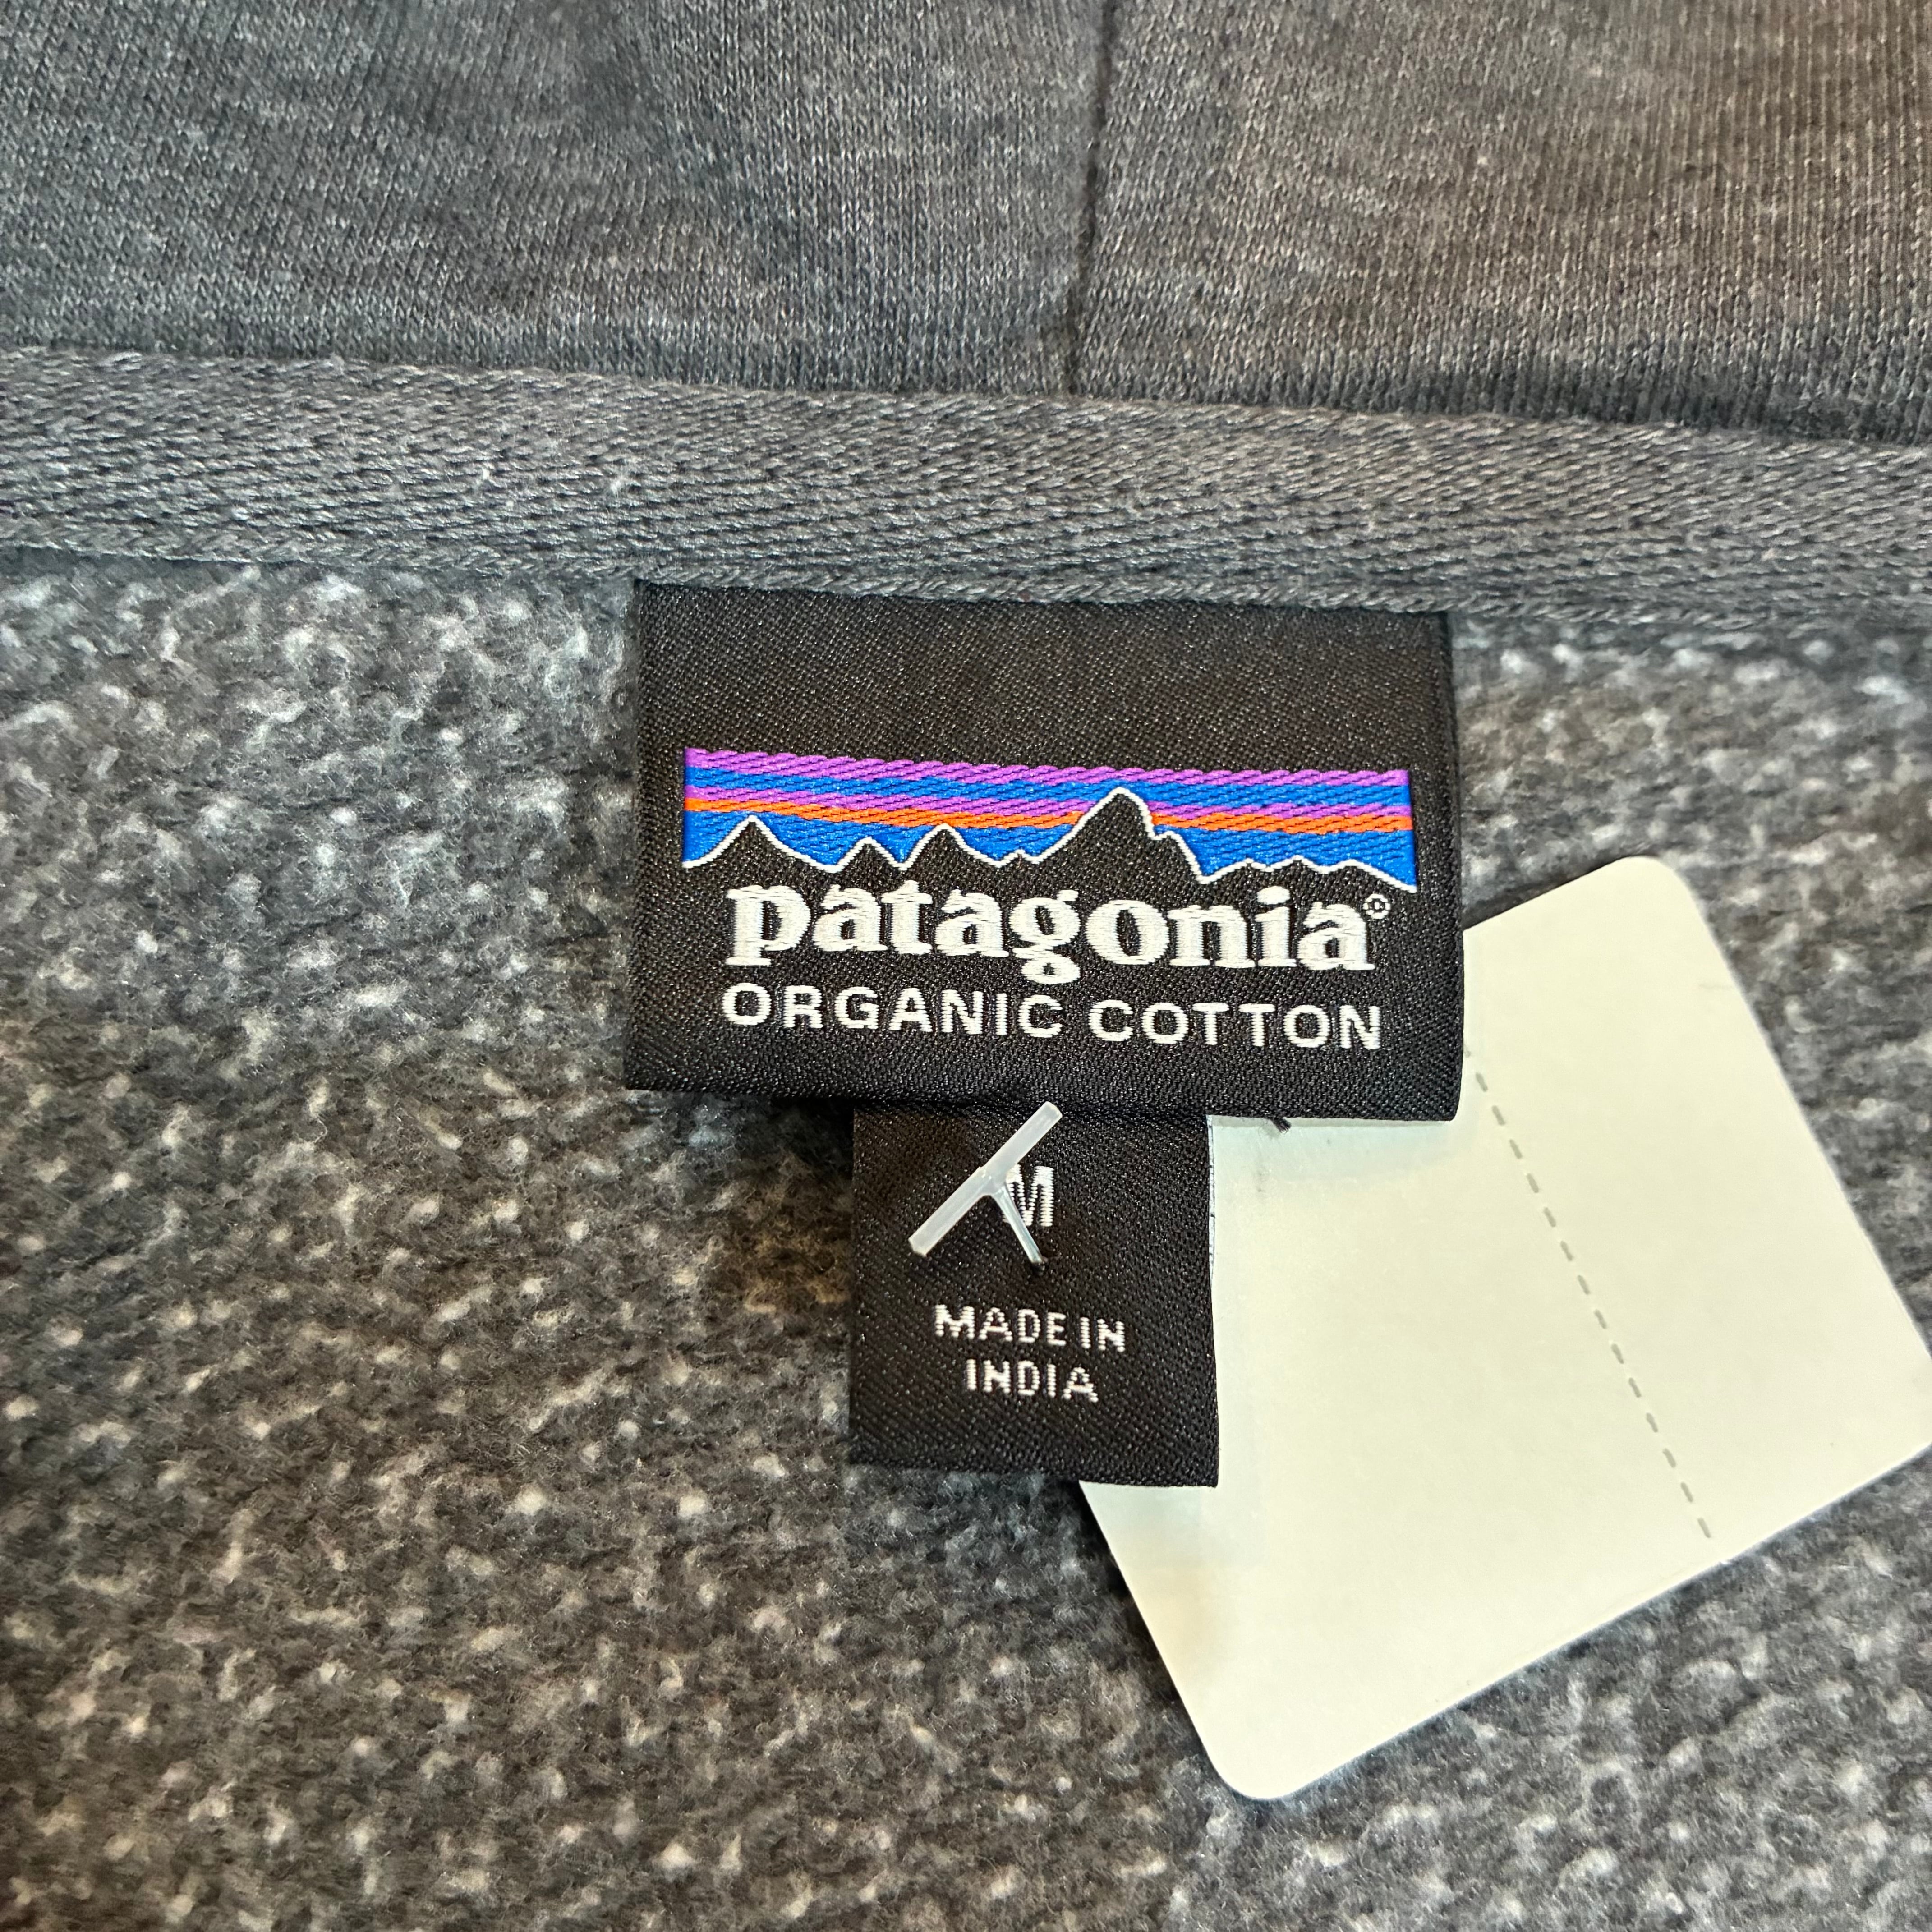 patagonia®
ORGANIC COTTON
M
MADE IN
INDIA